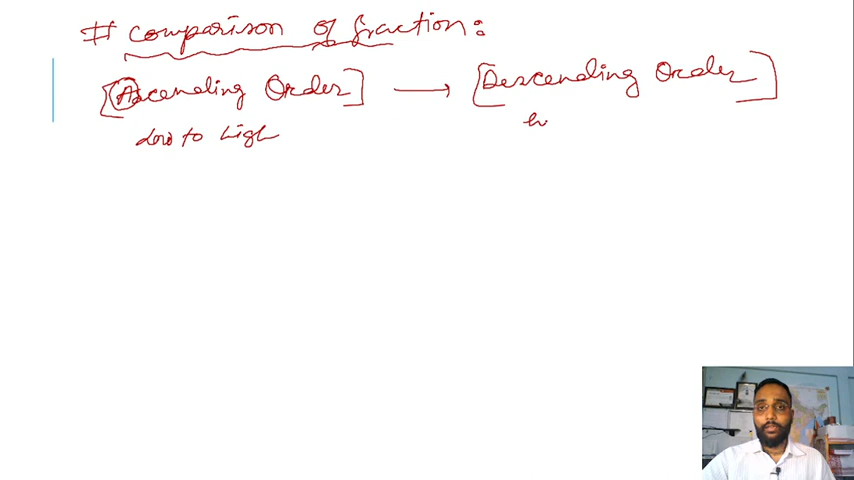 # Comparison of fraction:
[Ascending Order] → [Descending Order]
low to high